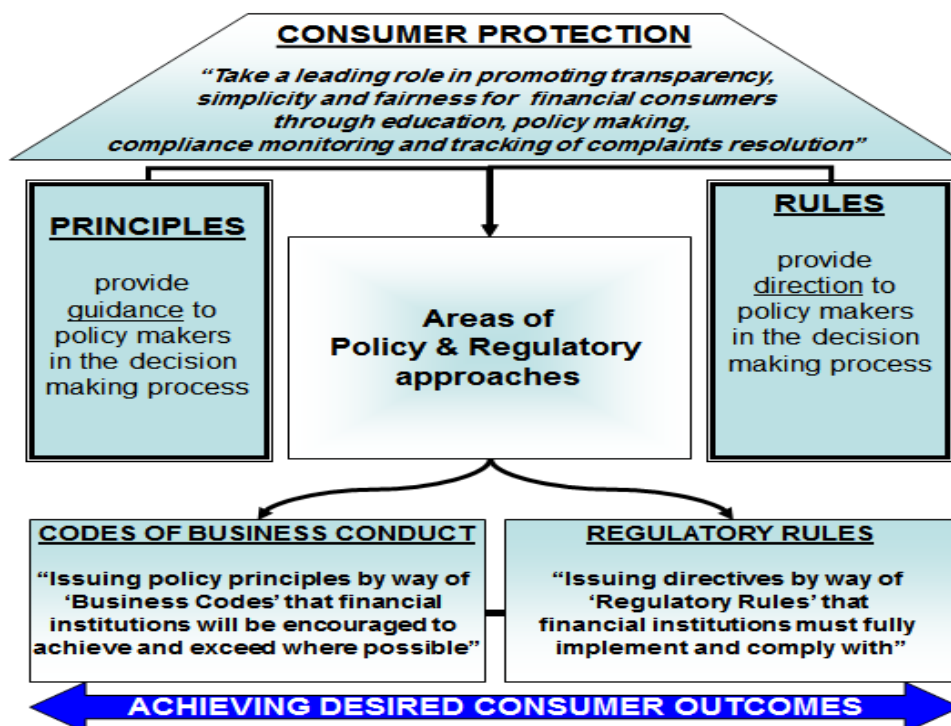 CONSUMER PROTECTION
“Take a leading role in promoting transparency,
simplicity and fairness for financial consumers
through education, policy making,
compliance monitoring and tracking of complaints resolution”
PRINCIPLES
provide
guidance to
policy makers
in the decision
making process
Areas of
Policy & Regulatory
approaches
RULES
provide
direction to
policy makers
in the decision
making process
CODES OF BUSINESS CONDUCT
“Issuing policy principles by way of
‘Business Codes’ that financial
institutions will be encouraged to
achieve and exceed where possible”
REGULATORY RULES
“Issuing directives by way of
‘Regulatory Rules’ that
financial institutions must fully
implement and comply with”
ACHIEVING DESIRED CONSUMER OUTCOMES